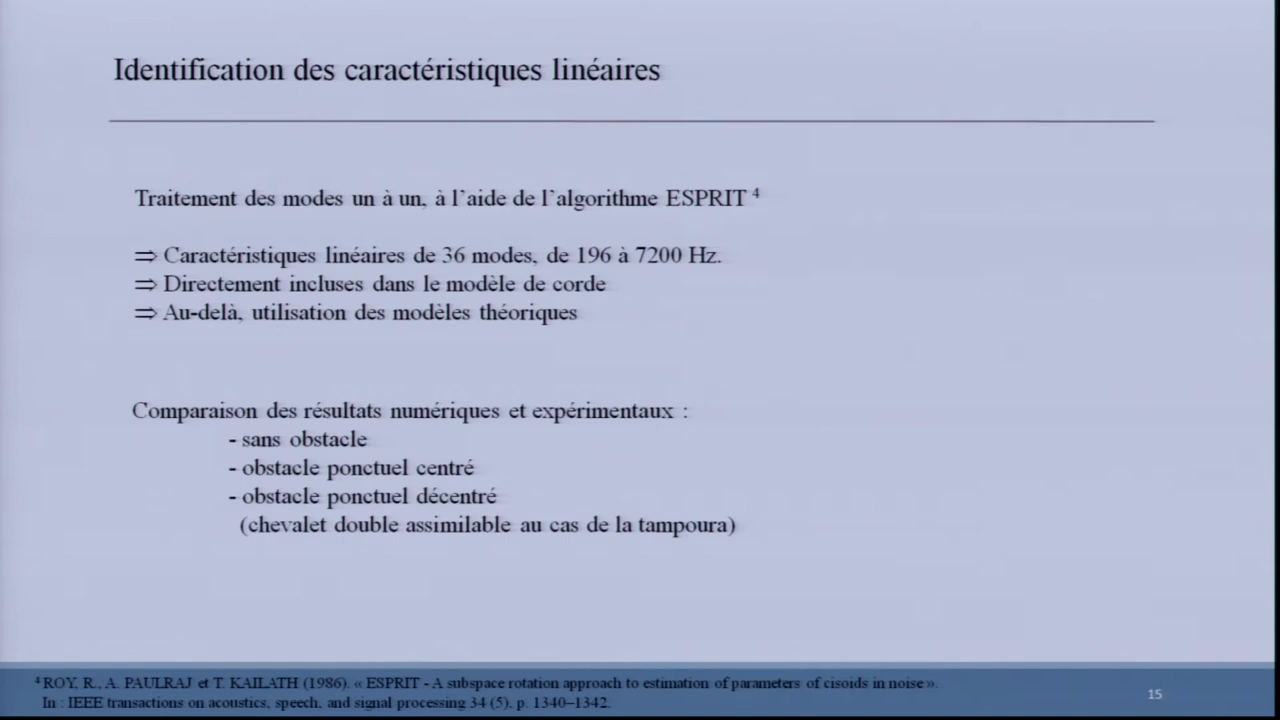 Identification des caractéristiques linéaires
Traitement des modes un à un, à l'aide de l'algorithme ESPRIT ⁴
⇒ Caractéristiques linéaires de 36 modes, de 196 à 7200 Hz.
⇒ Directement incluses dans le modèle de corde
⇒ Au-delà, utilisation des modèles théoriques
Comparaison des résultats numériques et expérimentaux :
- sans obstacle
- obstacle ponctuel centré
- obstacle ponctuel décentré
(chevalet double assimilable au cas de la tampoura)
⁴ ROY, R., A. PAULRAJ et T. KAILATH (1986). « ESPRIT - A subspace rotation approach to estimation of parameters of cisoids in noise ».
In : IEEE transactions on acoustics, speech, and signal processing 34 (5), p. 1340–1342.
15